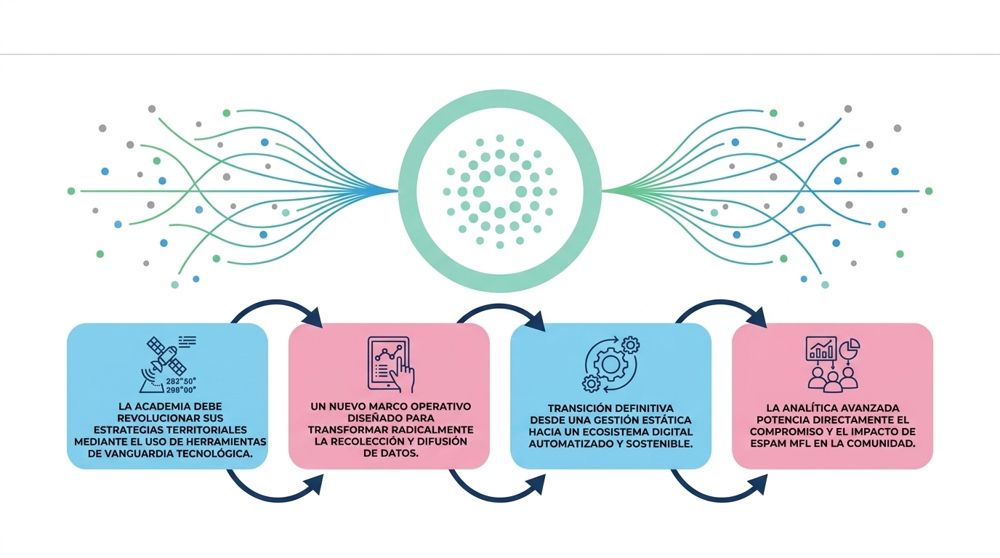 282"50°
298"00°
LA ACADEMIA DEBE
REVOLUCIONAR SUS
ESTRATEGIAS TERRITORIALES
MEDIANTE EL USO DE HERRAMIENTAS
DE VANGUARDIA TECNOLÓGICA.
UN NUEVO MARCO OPERATIVO
DISEÑADO PARA
TRANSFORMAR RADICALMENTE
LA RECOLECCIÓN Y DIFUSIÓN
DE DATOS.
TRANSICIÓN DEFINITIVA
DESDE UNA GESTIÓN ESTÁTICA
HACIA UN ECOSISTEMA DIGITAL
AUTOMATIZADO Y SOSTENIBLE.
LA ANALÍTICA AVANZADA
POTENCIA DIRECTAMENTE EL
COMPROMISO Y EL IMPACTO DE
ESPAM MFL EN LA COMUNIDAD.